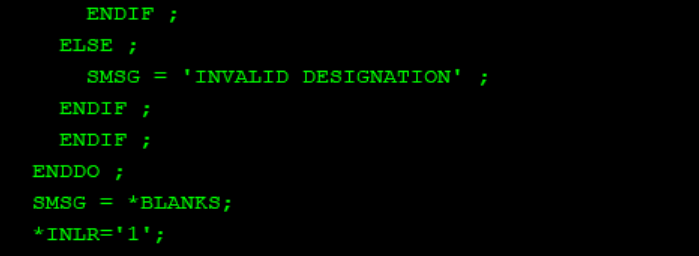 ENDIF ;
ELSE ;
SMSG = 'INVALID DESIGNATION' ;
ENDIF ;
ENDIF ;
ENDDO ;
SMSG = *BLANKS;
*INLR='1';